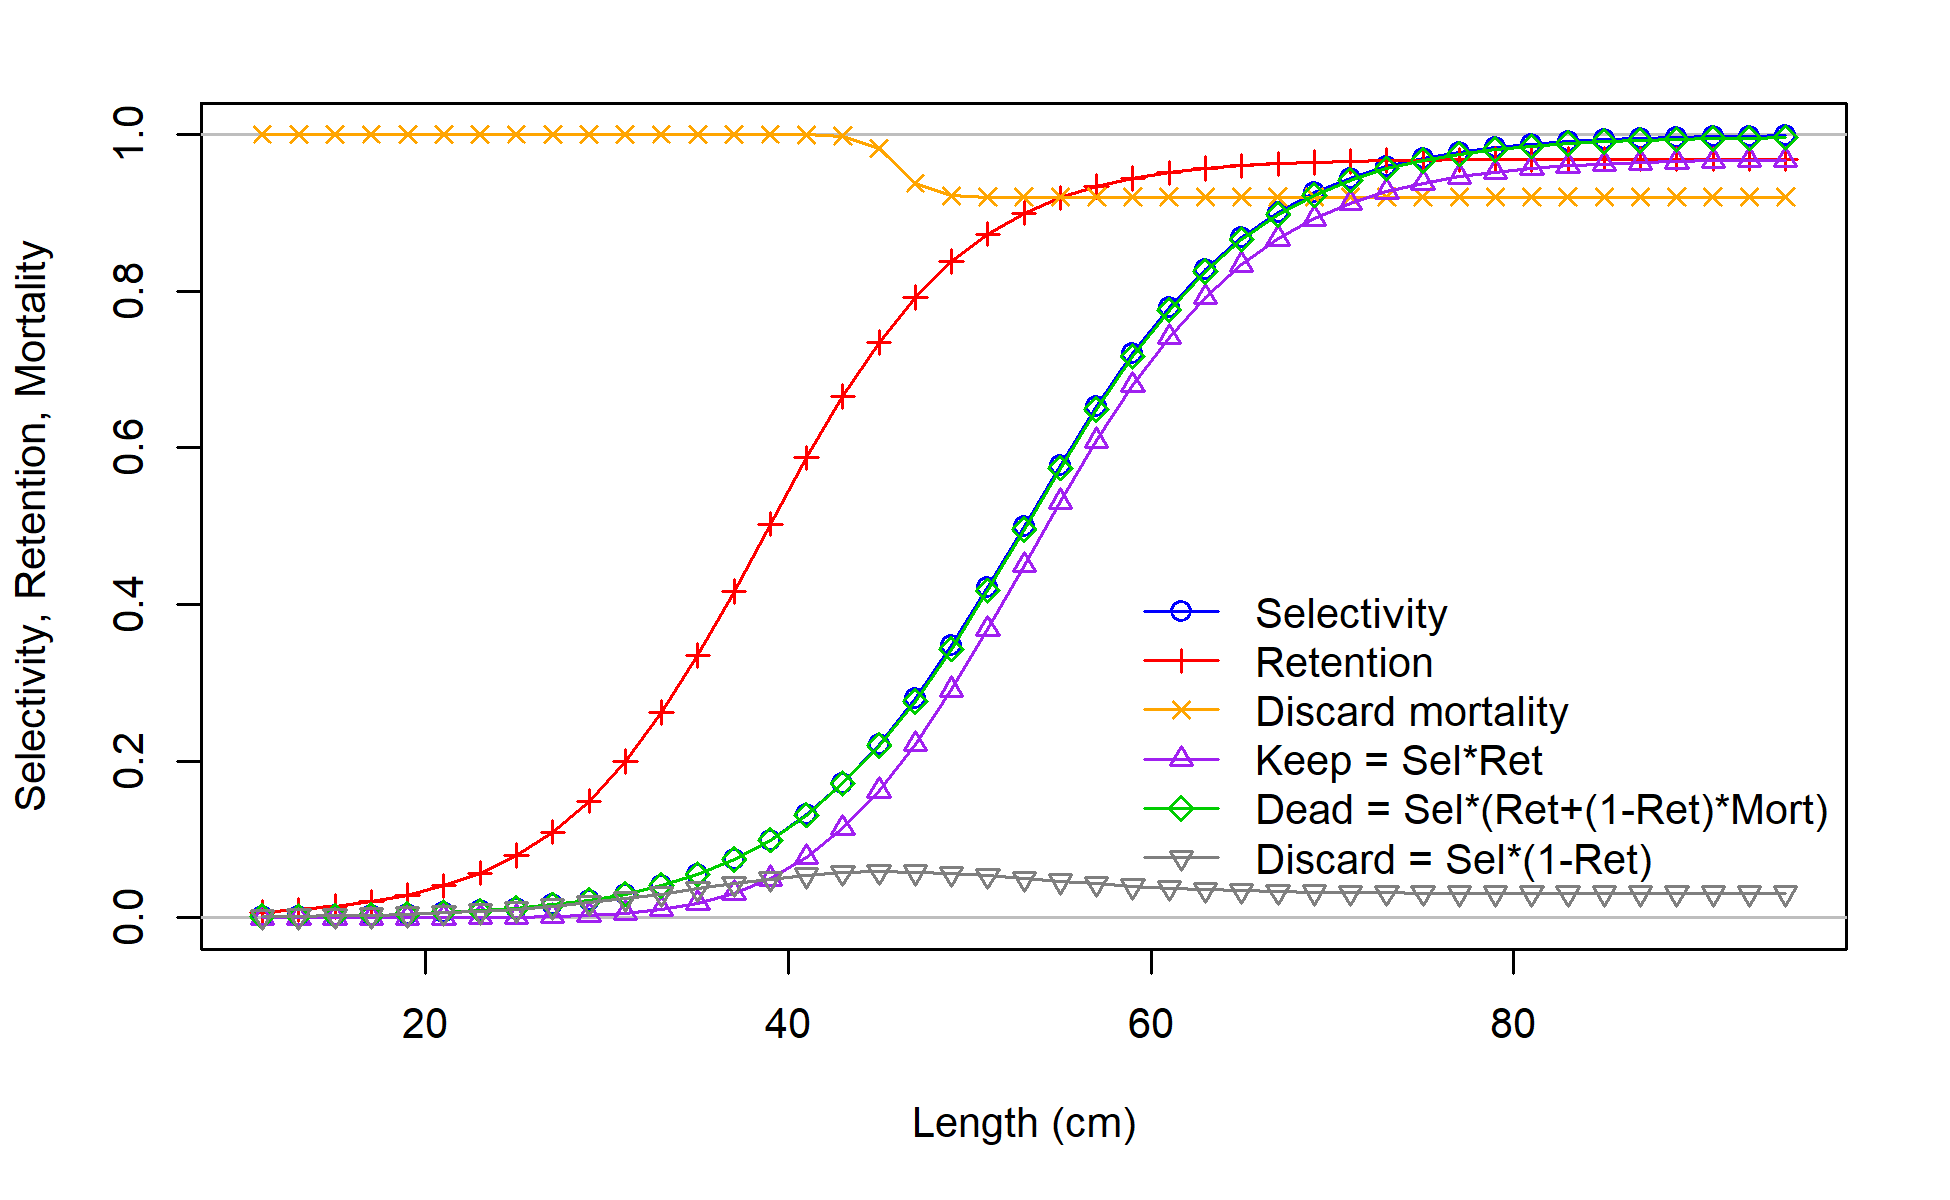 Selectivity, Retention, Mortality
1.0
0.8
0.6
0.4
0.2
0.0
Selectivity
Retention
Discard mortality
Keep = Sel*Ret
Dead = Sel*(Ret+(1-Ret)*Mort)
Discard = Sel*(1-Ret)
20 40 60 80
Length (cm)